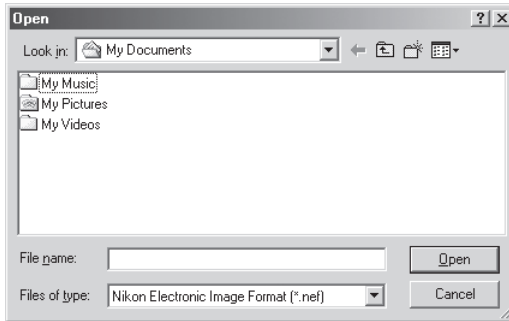 Open
Look in: My Documents
My Music
My Pictures
My Videos
File name: Open
Files of type: Nikon Electronic Image Format (*.nef) Cancel